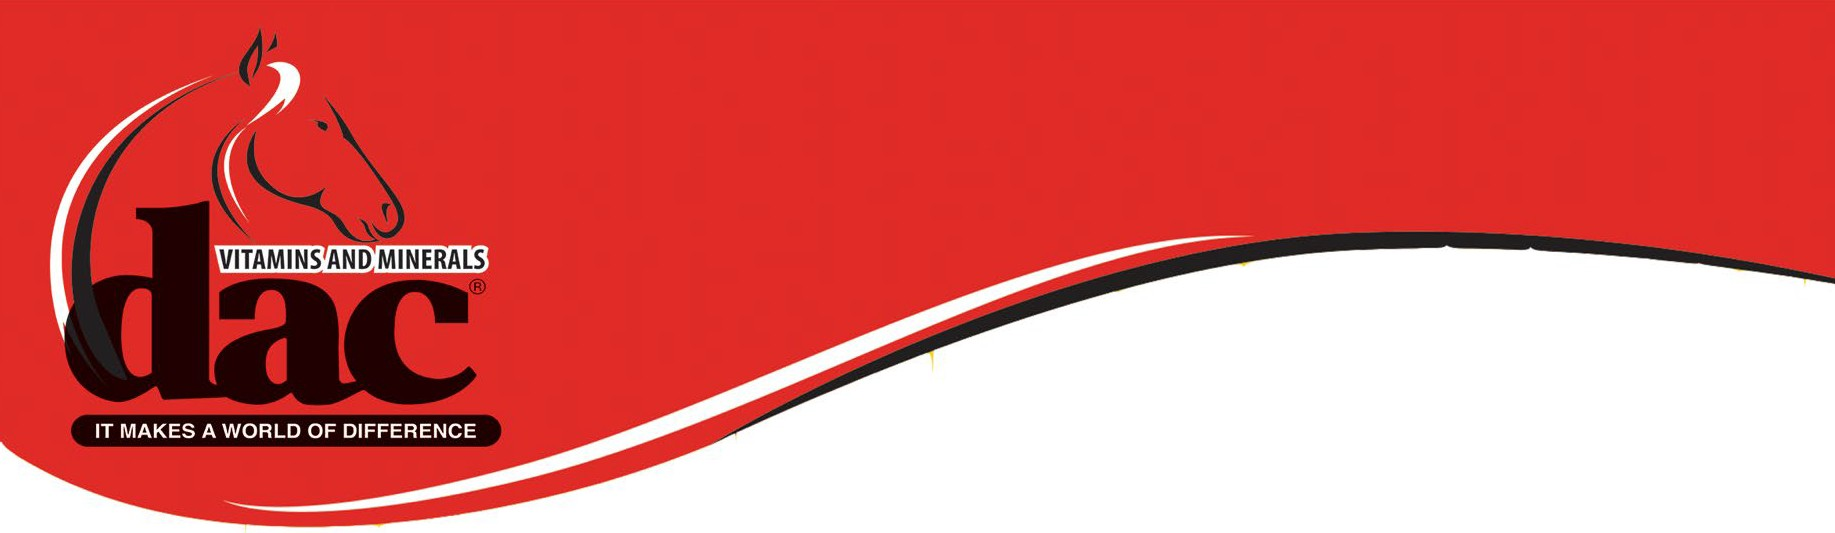 VITAMINS AND MINERALS
dac®
IT MAKES A WORLD OF DIFFERENCE